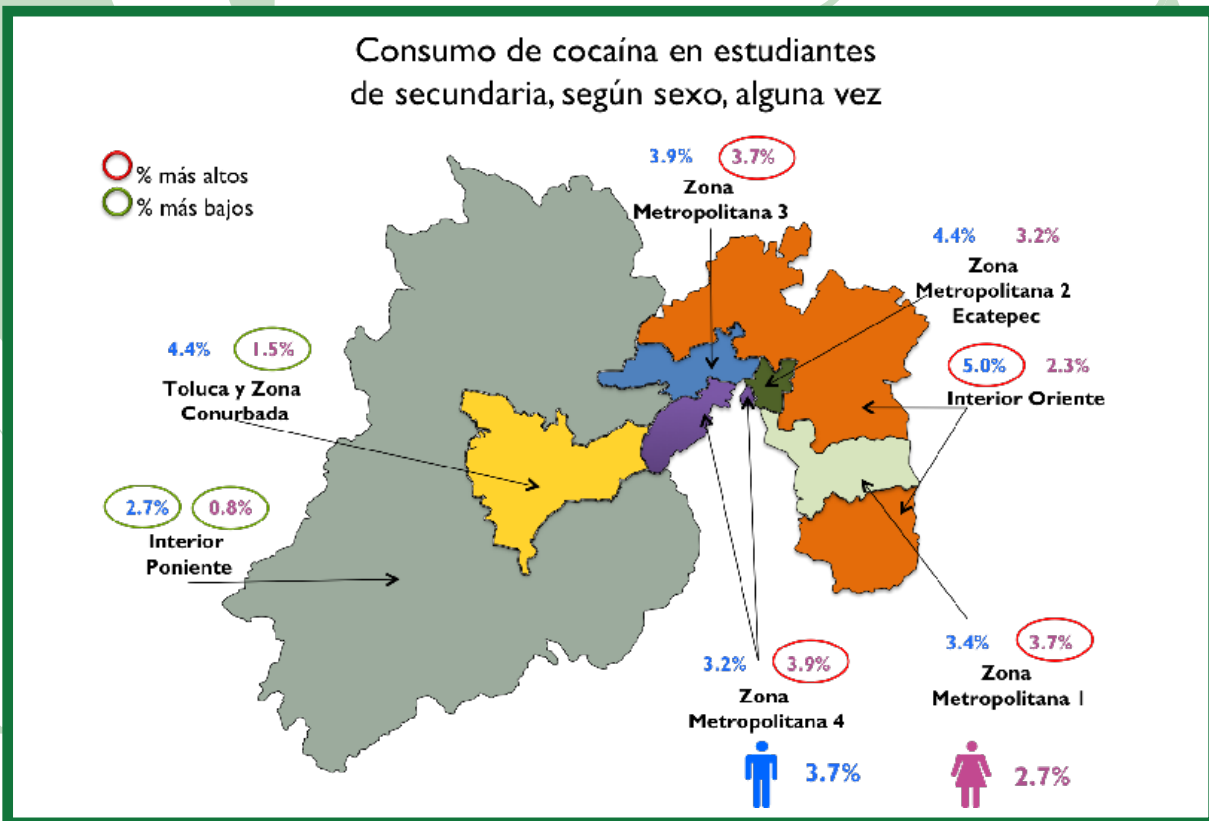 Consumo de cocaína en estudiantes
de secundaria, según sexo, alguna vez
% más altos
% más bajos
3.9% 3.7%
Zona
Metropolitana 3
4.4% 3.2%
Zona
Metropolitana 2
Ecatepec
4.4% 1.5%
Toluca y Zona
Conurbada
5.0% 2.3%
Interior Oriente
2.7% 0.8%
Interior
Poniente
3.2% 3.9%
Zona
Metropolitana 4
3.4% 3.7%
Zona
Metropolitana 1
3.7%
2.7%